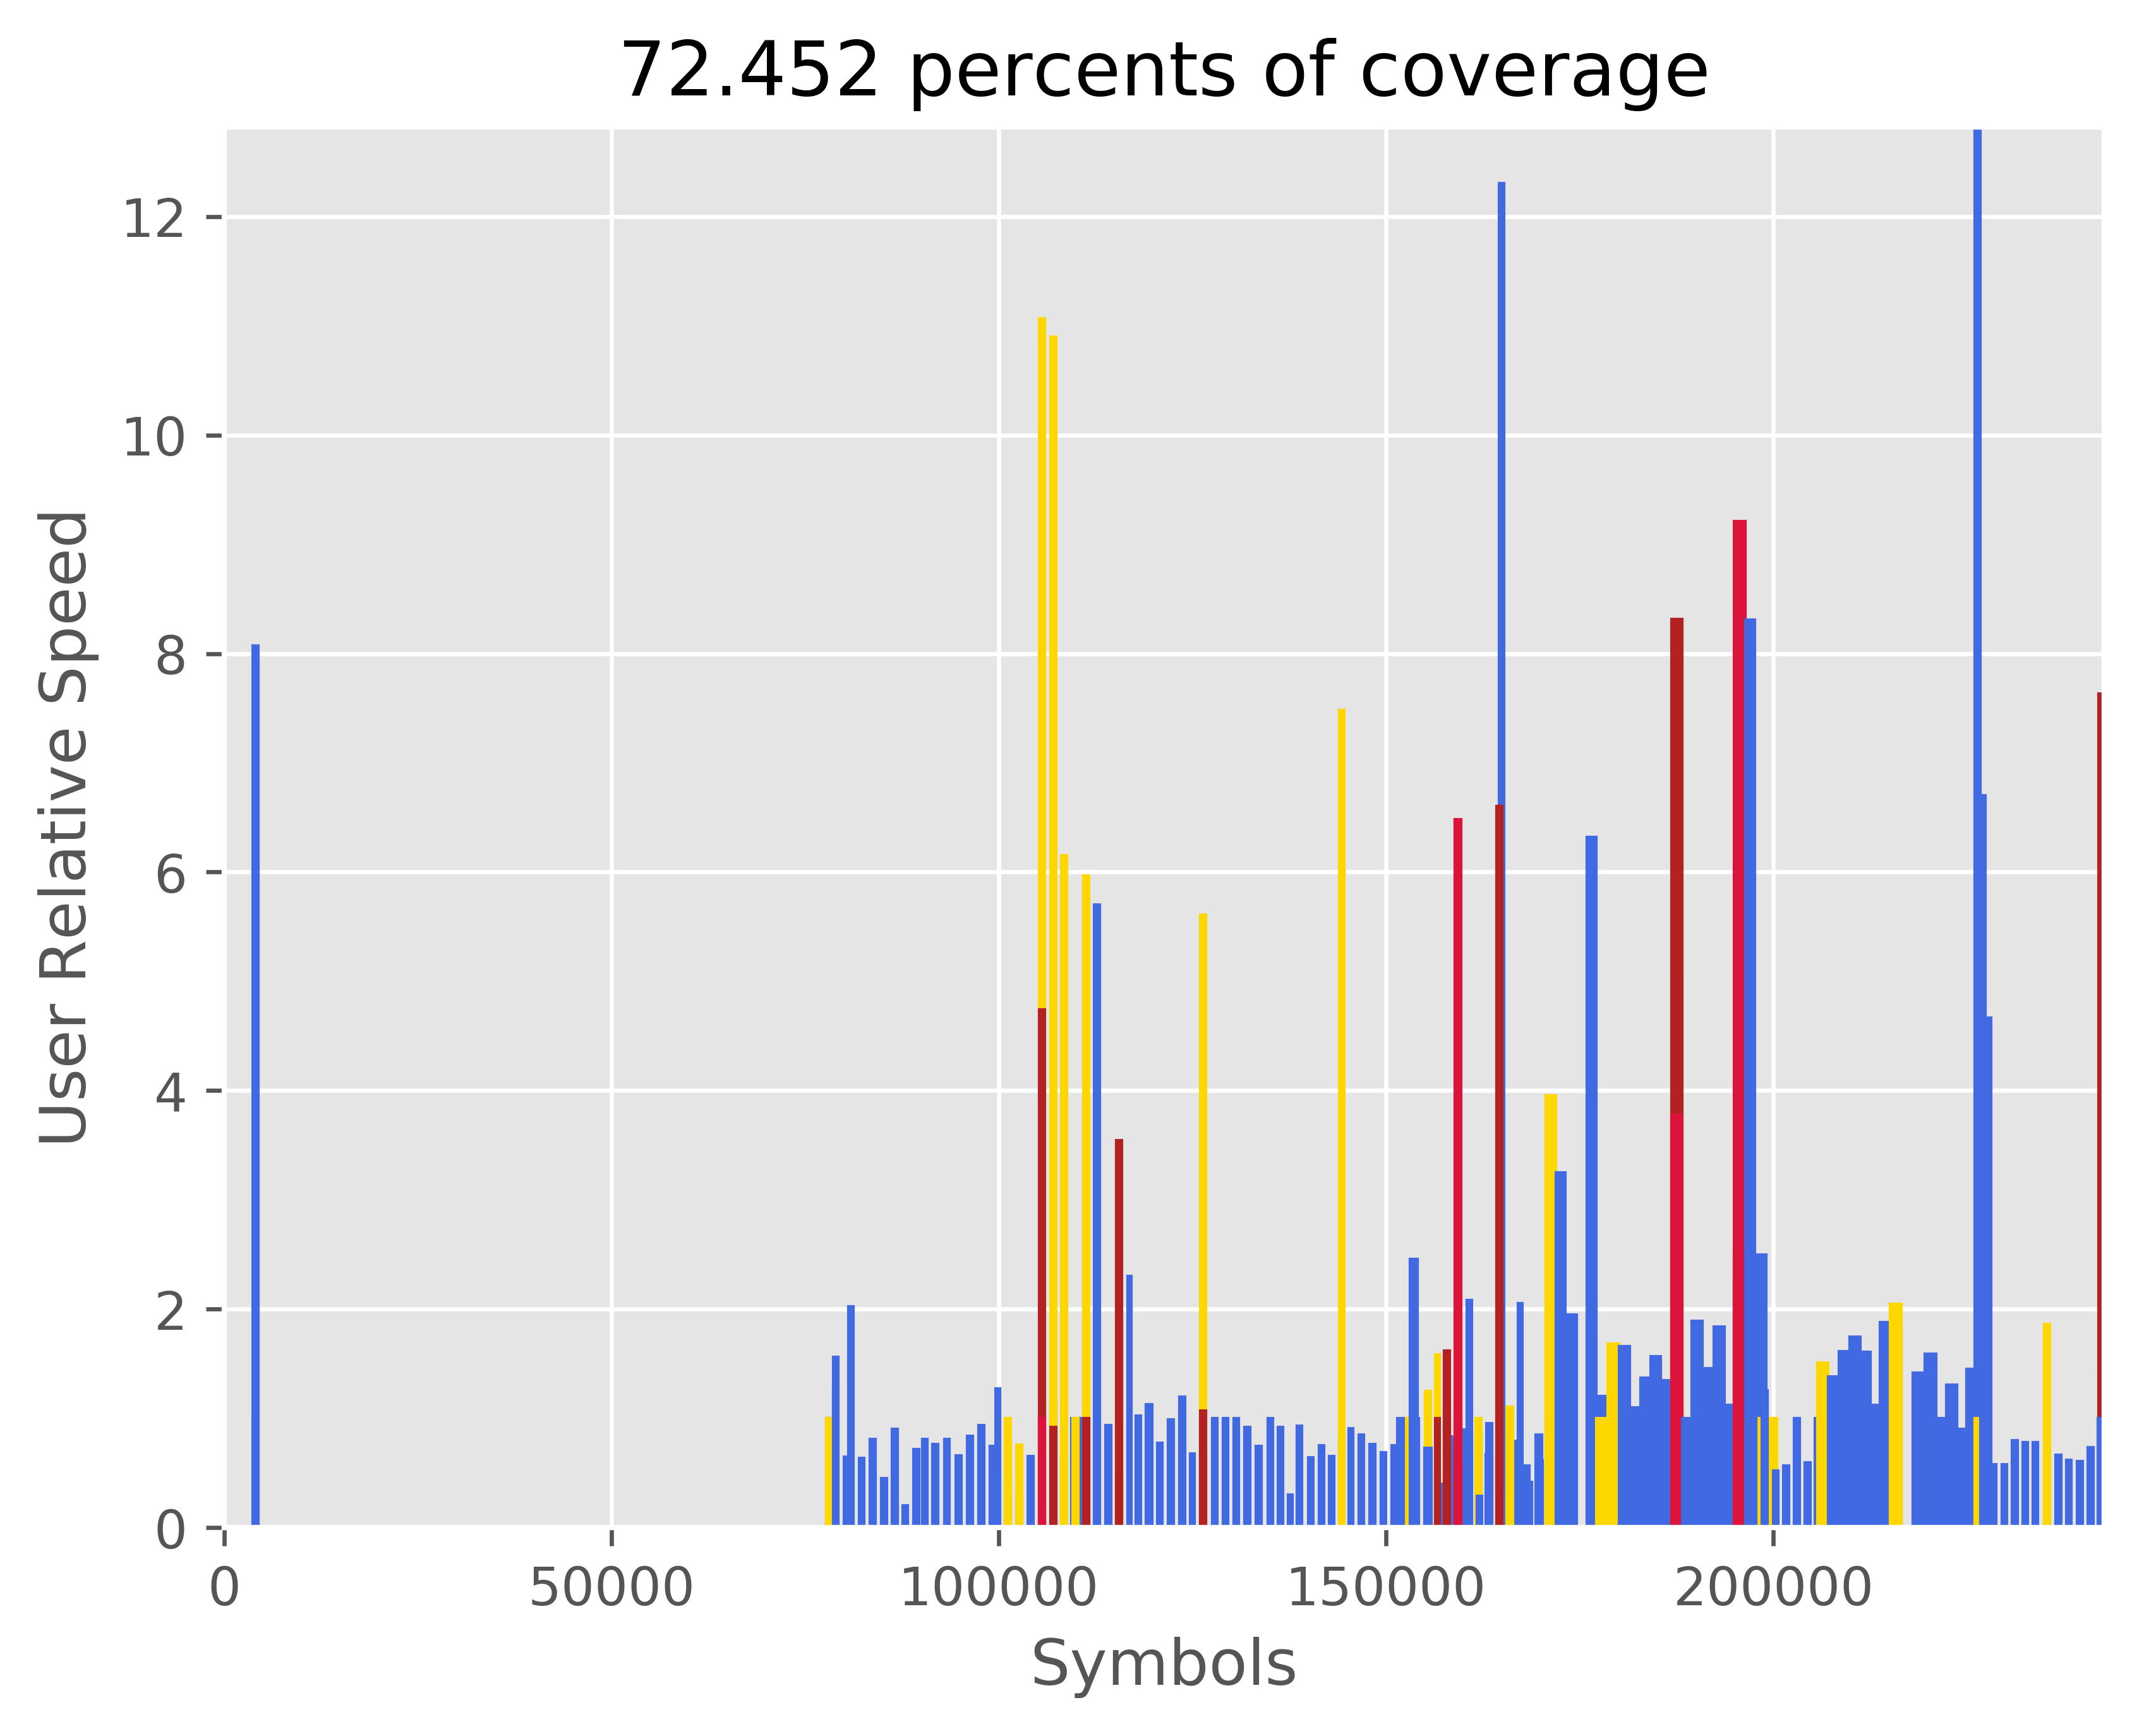 72.452 percents of coverage
User Relative Speed
12
10
8
6
4
2
0
0 50000 100000 150000 200000
Symbols